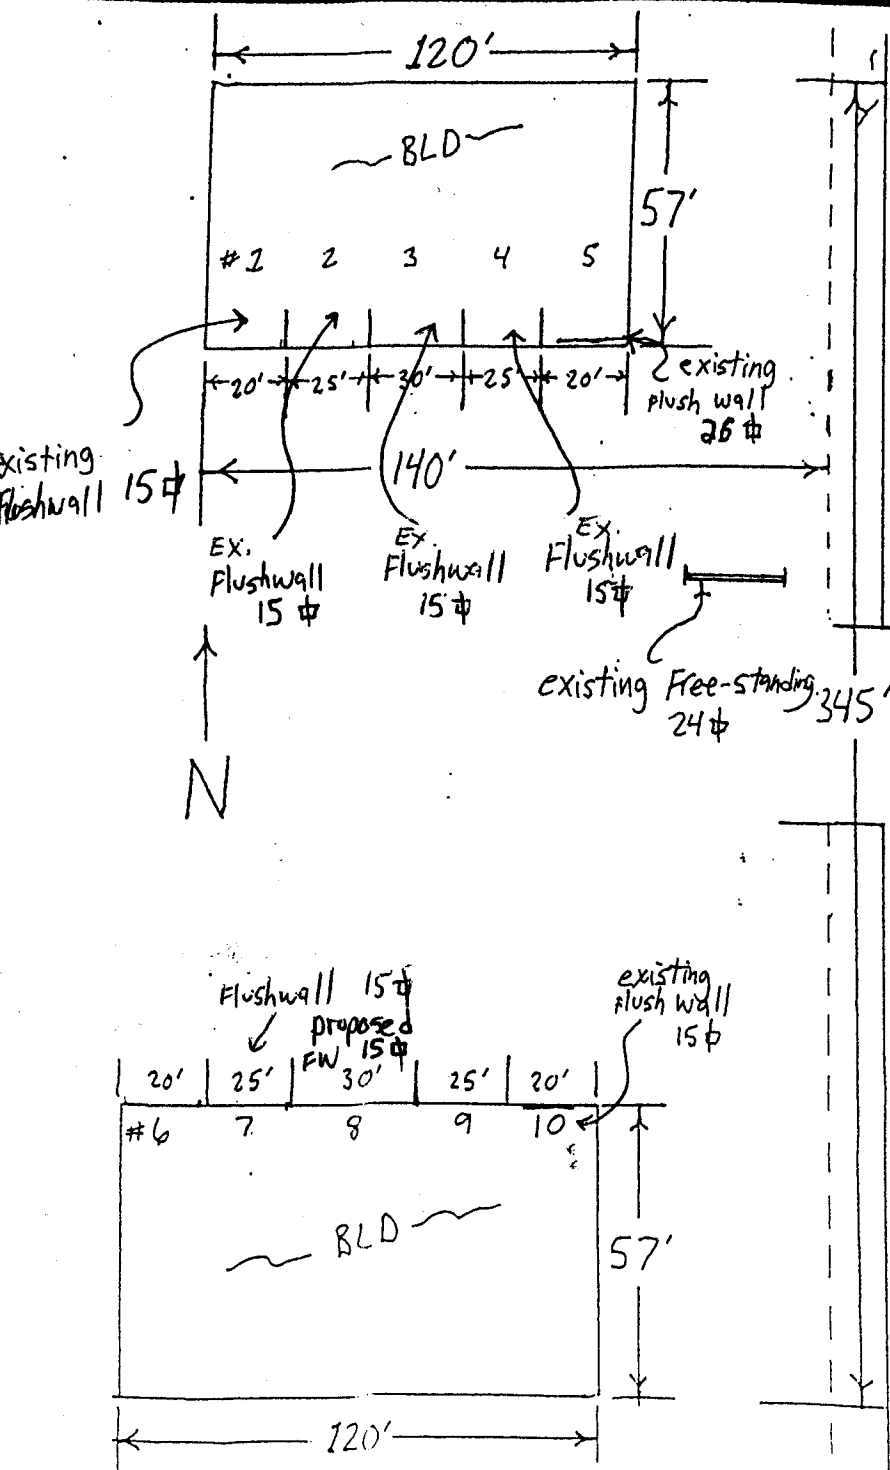 120'
BLD
57'
#1 2 3 4 5
20' 25' 30' 25' 20'
existing
flush wall
26 ⌷
140'
xisting
Flushwall 15 ⌷
Ex.
Flushwall
15 ⌷
Ex.
Flushwall
15 ⌷
Ex.
Flushwall
15 ⌷
existing Free-standing
24 ⌷
345'
N
Flushwall 15 ⌷
proposed
FW 15 ⌷
existing
flush wall
15 ⌷
20' 25' 30' 25' 20'
#6 7 8 9 10
BLD
57'
120'